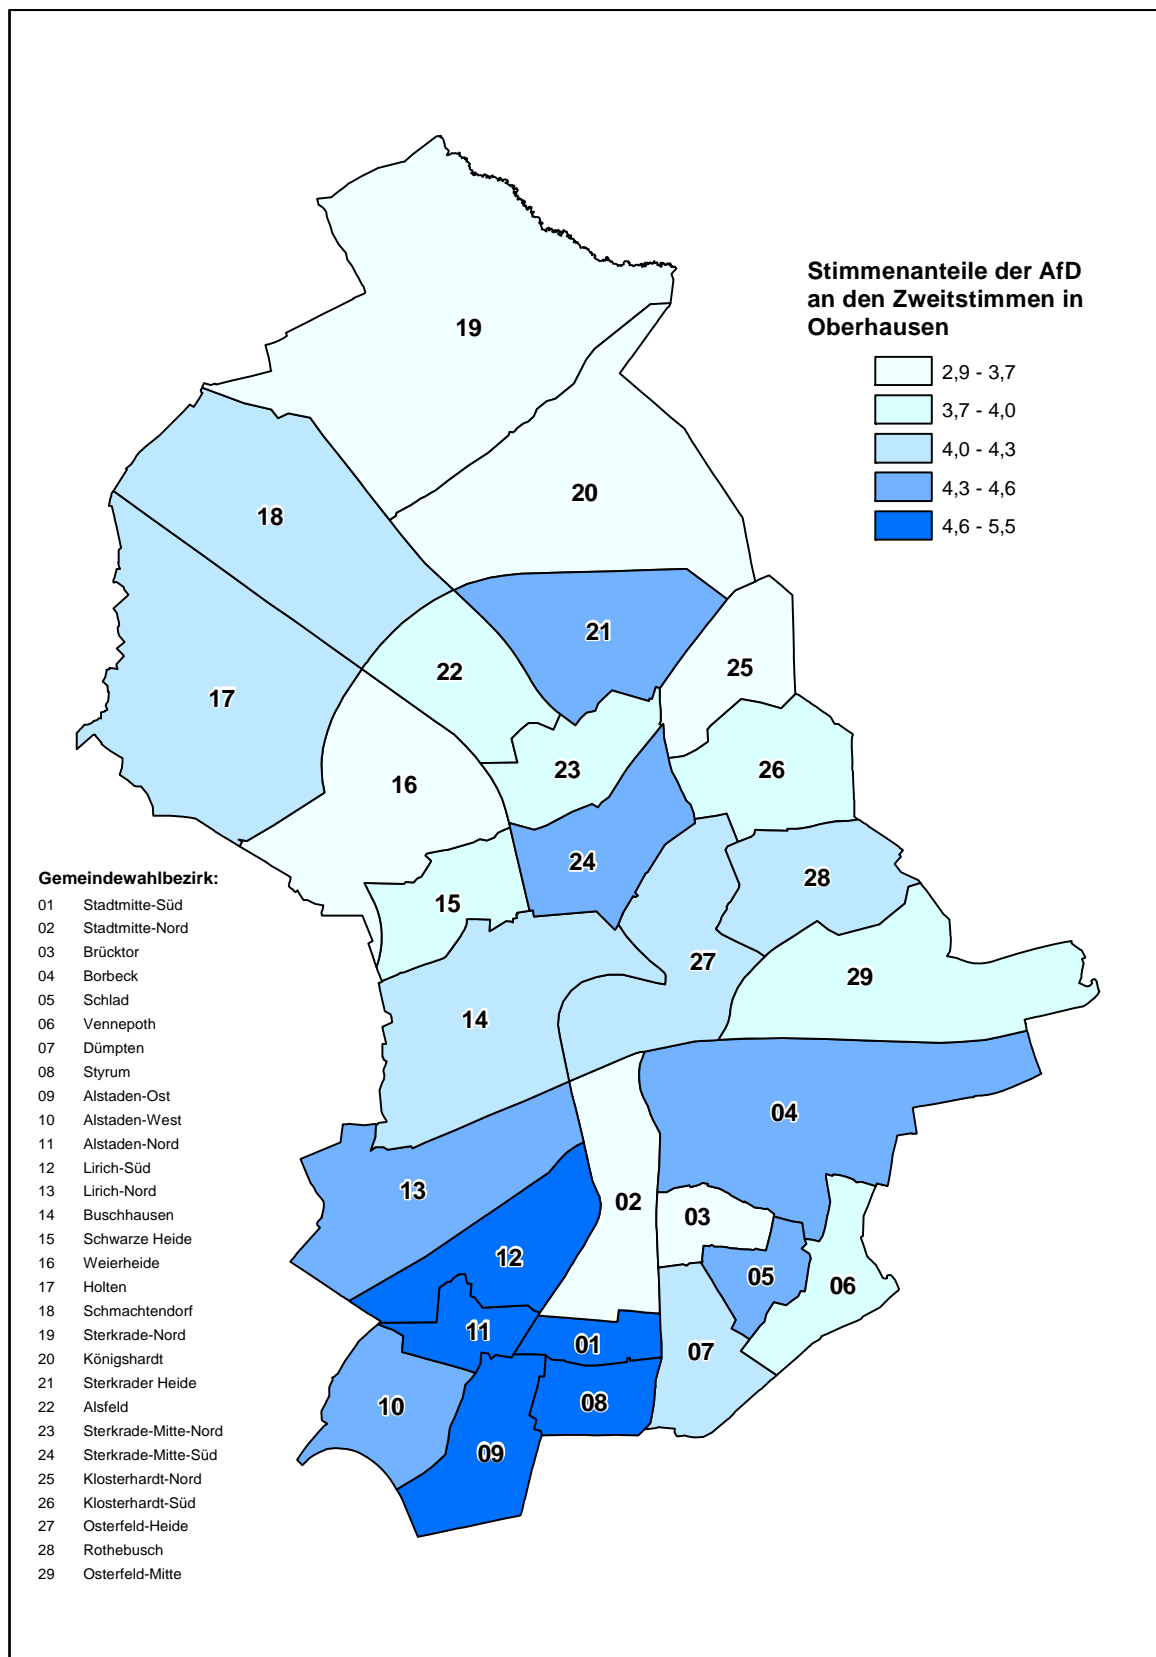 Stimmenanteile der AfD
an den Zweitstimmen in
Oberhausen
2,9 - 3,7
3,7 - 4,0
4,0 - 4,3
4,3 - 4,6
4,6 - 5,5
19
20
18
21
25
22
17
23
26
16
24
28
15
27
29
14
04
13
02
03
12
05
06
11
01
07
10
08
09
Gemeindewahlbezirk:
01 Stadtmitte-Süd
02 Stadtmitte-Nord
03 Brücktor
04 Borbeck
05 Schlad
06 Vennepoth
07 Dümpten
08 Styrum
09 Alstaden-Ost
10 Alstaden-West
11 Alstaden-Nord
12 Lirich-Süd
13 Lirich-Nord
14 Buschhausen
15 Schwarze Heide
16 Weierheide
17 Holten
18 Schmachtendorf
19 Sterkrade-Nord
20 Königshardt
21 Sterkrader Heide
22 Alsfeld
23 Sterkrade-Mitte-Nord
24 Sterkrade-Mitte-Süd
25 Klosterhardt-Nord
26 Klosterhardt-Süd
27 Osterfeld-Heide
28 Rothebusch
29 Osterfeld-Mitte